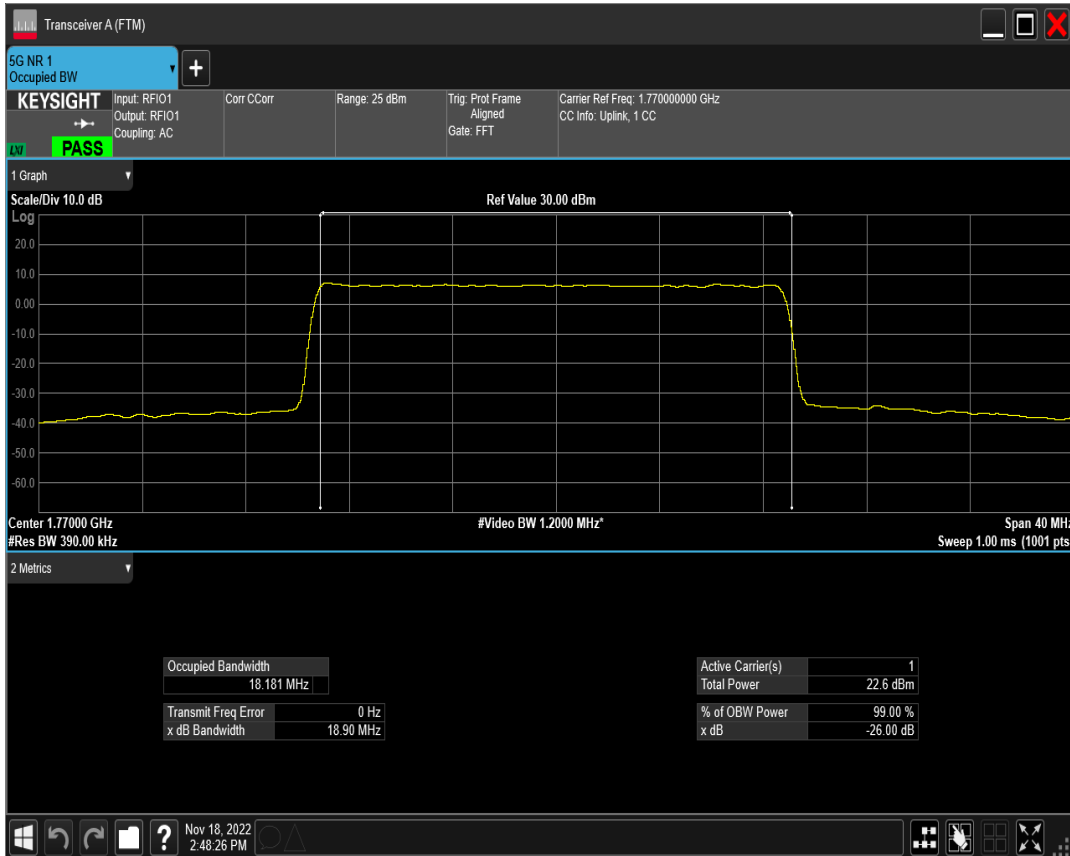 Transceiver A (FTM)
5G NR 1
Occupied BW
+
KEYSIGHT
LXI
PASS
Input: RFIO1
Output: RFIO1
Coupling: AC
Corr CCorr
Range: 25 dBm
Trig: Prot Frame
Aligned
Gate: FFT
Carrier Ref Freq: 1.770000000 GHz
CC Info: Uplink, 1 CC
1 Graph
Scale/Div 10.0 dB
Ref Value 30.00 dBm
Log
20.0
10.0
0.00
-10.0
-20.0
-30.0
-40.0
-50.0
-60.0
Center 1.77000 GHz
#Video BW 1.2000 MHz*
Span 40 MHz
#Res BW 390.00 kHz
Sweep 1.00 ms (1001 pts
2 Metrics
Occupied Bandwidth
18.181 MHz
Transmit Freq Error 0 Hz
x dB Bandwidth 18.90 MHz
Active Carrier(s) 1
Total Power 22.6 dBm
% of OBW Power 99.00 %
x dB -26.00 dB
?
Nov 18, 2022
2:48:26 PM